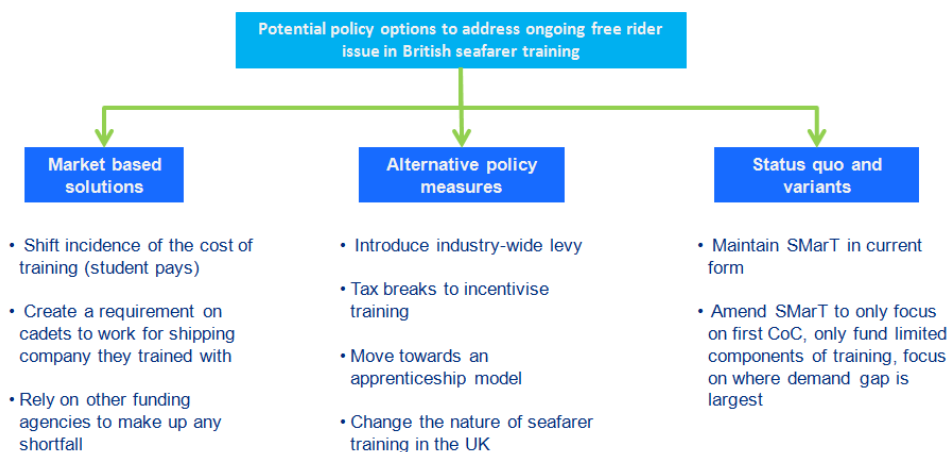 Potential policy options to address ongoing free rider
issue in British seafarer training
Market based
solutions
• Shift incidence of the cost of
training (student pays)
• Create a requirement on
cadets to work for shipping
company they trained with
• Rely on other funding
agencies to make up any
shortfall
Alternative policy
measures
• Introduce industry-wide levy
• Tax breaks to incentivise
training
• Move towards an
apprenticeship model
• Change the nature of seafarer
training in the UK
Status quo and
variants
• Maintain SMarT in current
form
• Amend SMarT to only focus
on first CoC, only fund limited
components of training, focus
on where demand gap is
largest